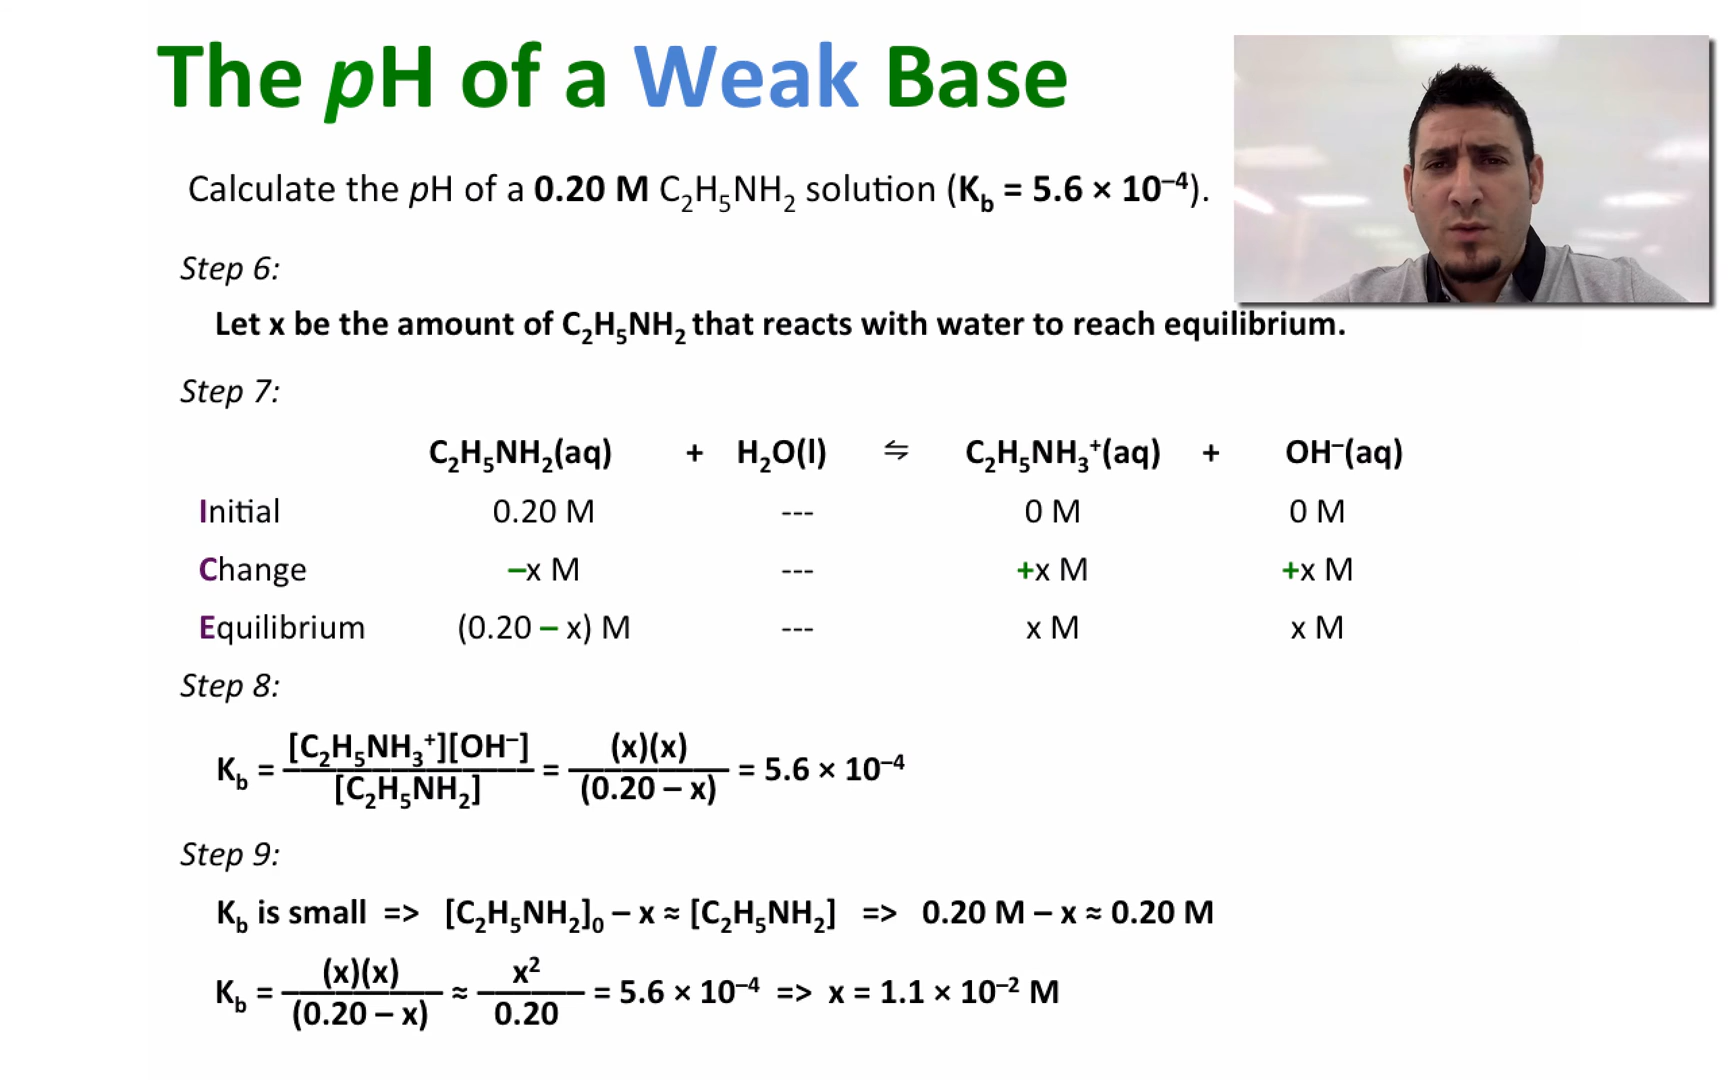 The pH of a Weak Base
Calculate the pH of a 0.20 M C₂H₅NH₂ solution (K_b = 5.6 × 10⁻⁴).
Step 6:
Let x be the amount of C₂H₅NH₂ that reacts with water to reach equilibrium.
Step 7:
C₂H₅NH₂(aq) + H₂O(l) ⇋ C₂H₅NH₃⁺(aq) + OH⁻(aq)
Initial 0.20 M --- 0 M 0 M
Change –x M --- +x M +x M
Equilibrium (0.20 – x) M --- x M x M
Step 8:
K_b = [C₂H₅NH₃⁺][OH⁻] / [C₂H₅NH₂] = (x)(x) / (0.20 – x) = 5.6 × 10⁻⁴
Step 9:
K_b is small => [C₂H₅NH₂]₀ – x ≈ [C₂H₅NH₂] => 0.20 M – x ≈ 0.20 M
K_b = (x)(x) / (0.20 – x) ≈ x² / 0.20 = 5.6 × 10⁻⁴ => x = 1.1 × 10⁻² M